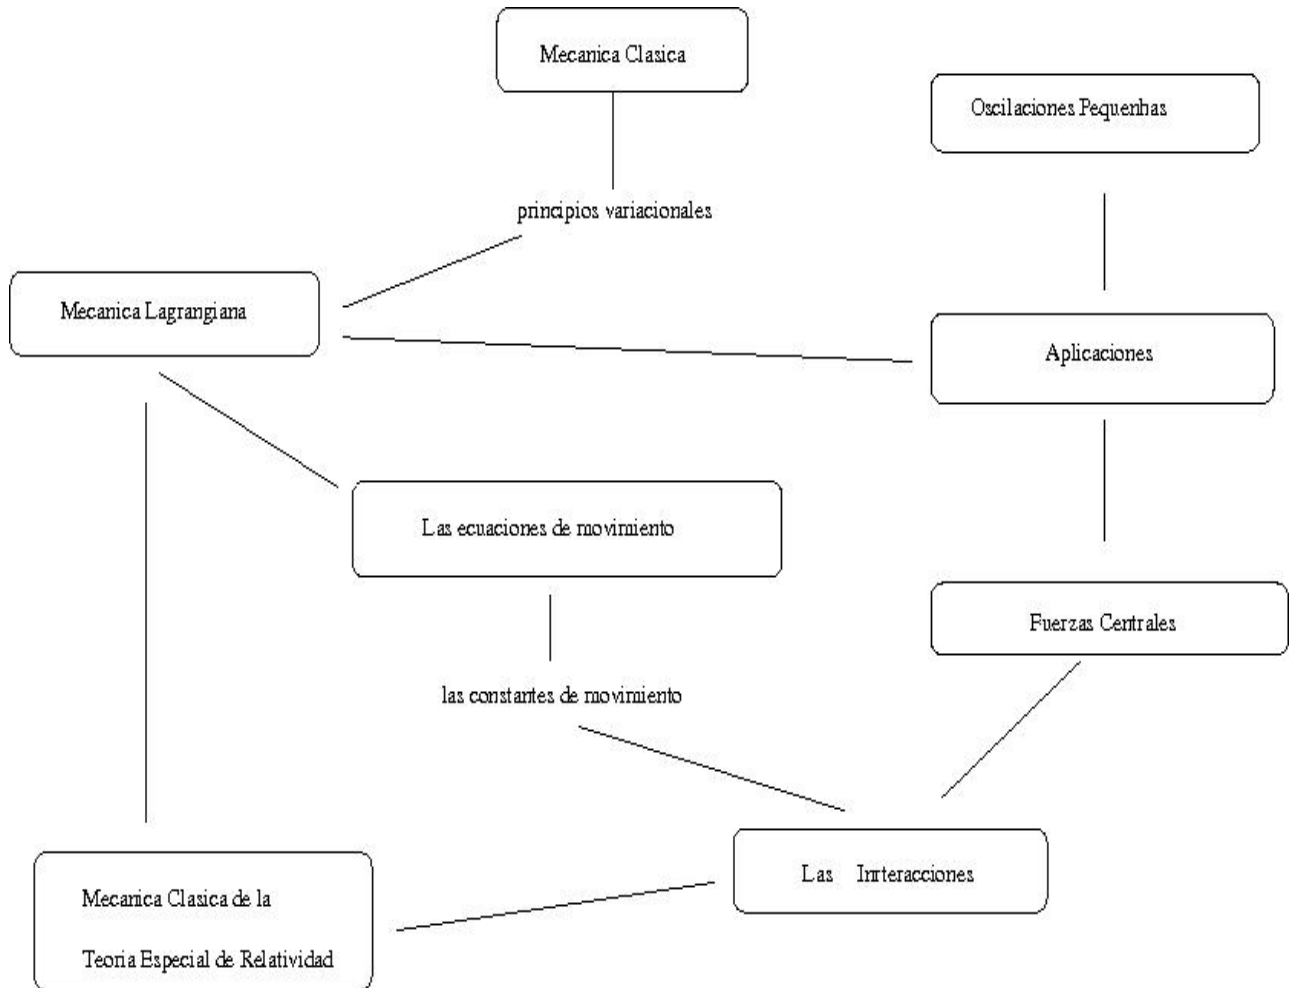 Mecanica Clasica
Oscilaciones Pequenhas
principios variacionales
Mecanica Lagrangiana
Aplicaciones
Las ecuaciones de movimiento
Fuerzas Centrales
las constantes de movimiento
Las Inrteracciones
Mecanica Clasica de la
Teoria Especial de Relatividad